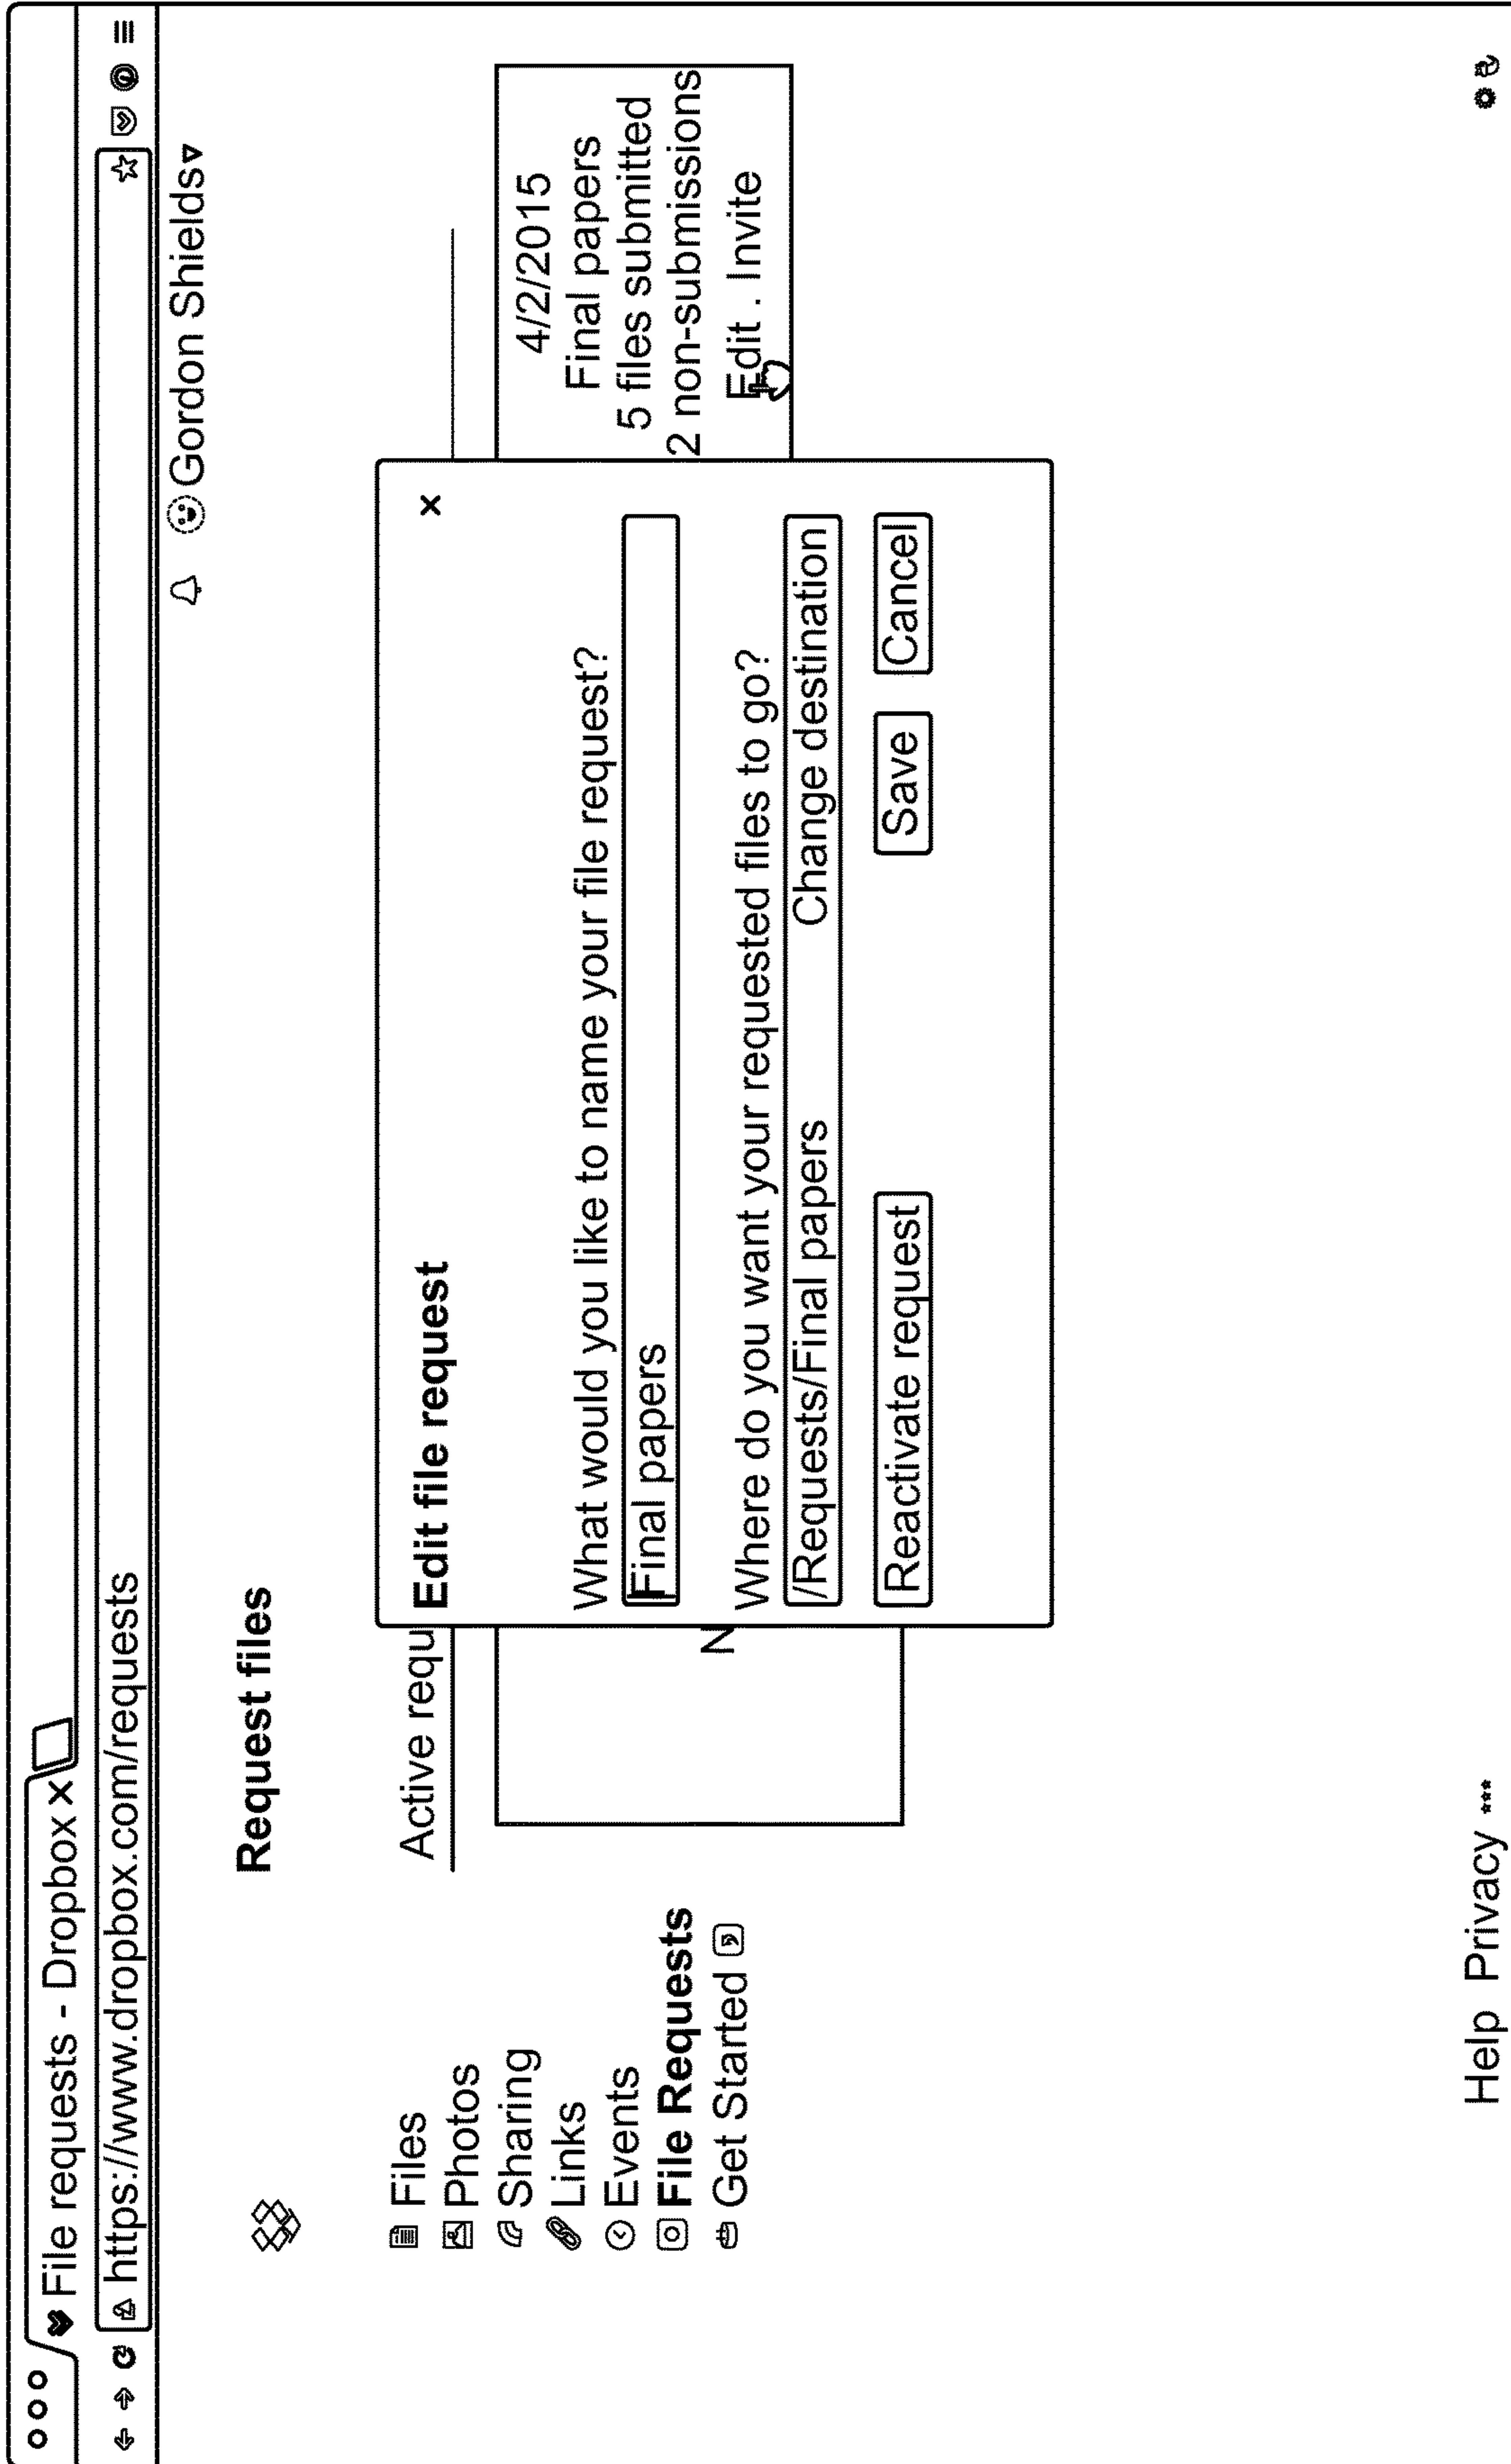 File requests - Dropbox
https://www.dropbox.com/requests
Gordon Shields
Request files
Files
Photos
Sharing
Links
Events
File Requests
Get Started
Active requ
N
4/2/2015
Final papers
5 files submitted
2 non-submissions
Edit . Invite
Edit file request
×
What would you like to name your file request?
Final papers
Where do you want your requested files to go?
/Requests/Final papers Change destination
Reactivate request Save Cancel
Help Privacy